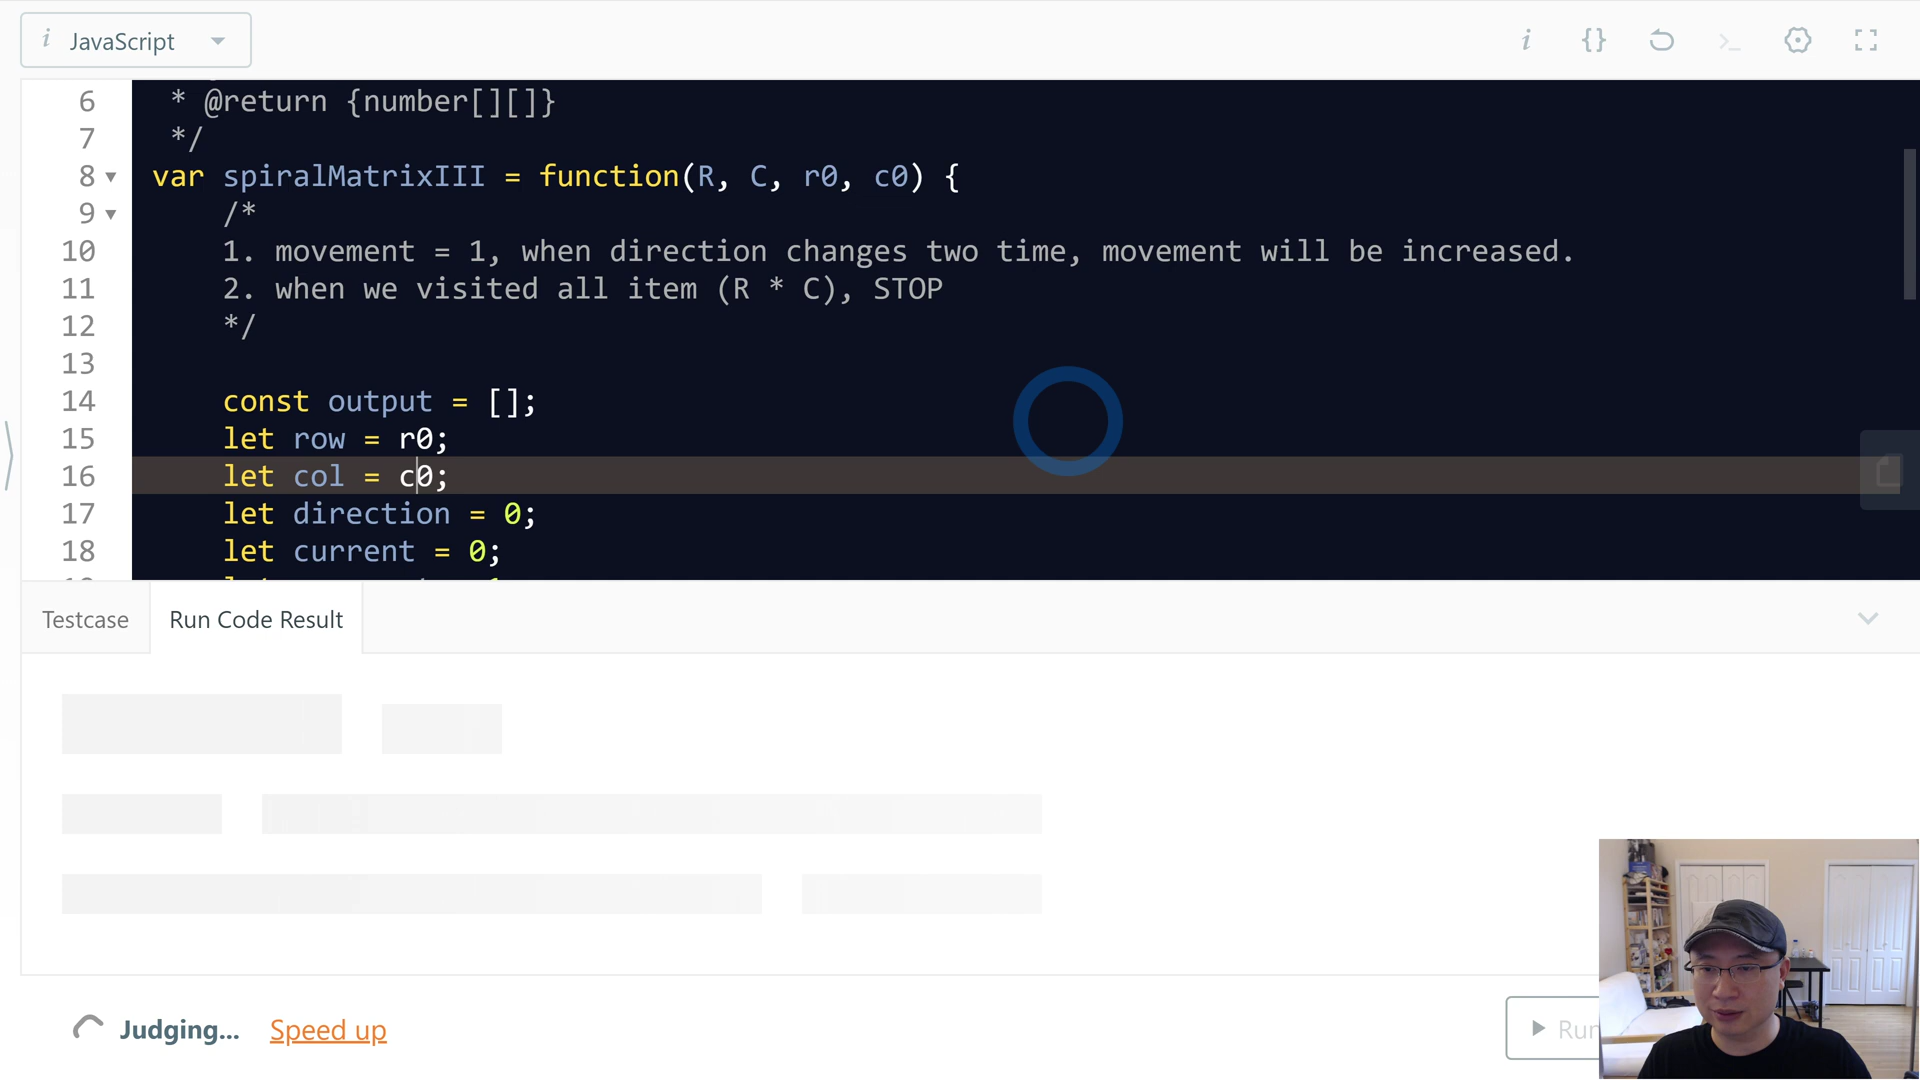 i JavaScript
i {} >_
6 * @return {number[][]}
7 */
8 var spiralMatrixIII = function(R, C, r0, c0) {
9 /*
10 1. movement = 1, when direction changes two time, movement will be increased.
11 2. when we visited all item (R * C), STOP
12 */
13
14 const output = [];
15 let row = r0;
16 let col = c0;
17 let direction = 0;
18 let current = 0;
Testcase Run Code Result
Judging... Speed up
Run